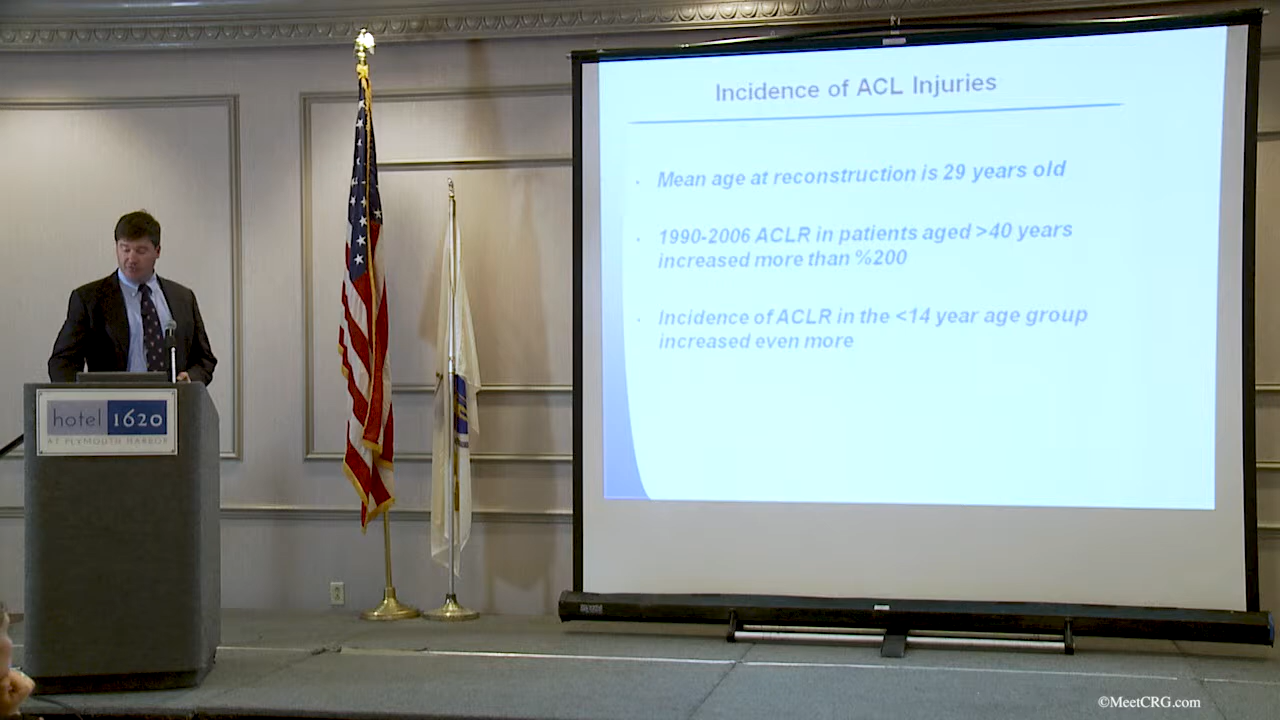 Incidence of ACL Injuries
· Mean age at reconstruction is 29 years old
· 1990-2006 ACLR in patients aged >40 years
increased more than %200
· Incidence of ACLR in the <14 year age group
increased even more
hotel 1620
AT PLYMOUTH HARBOR
©MeetCRG.com